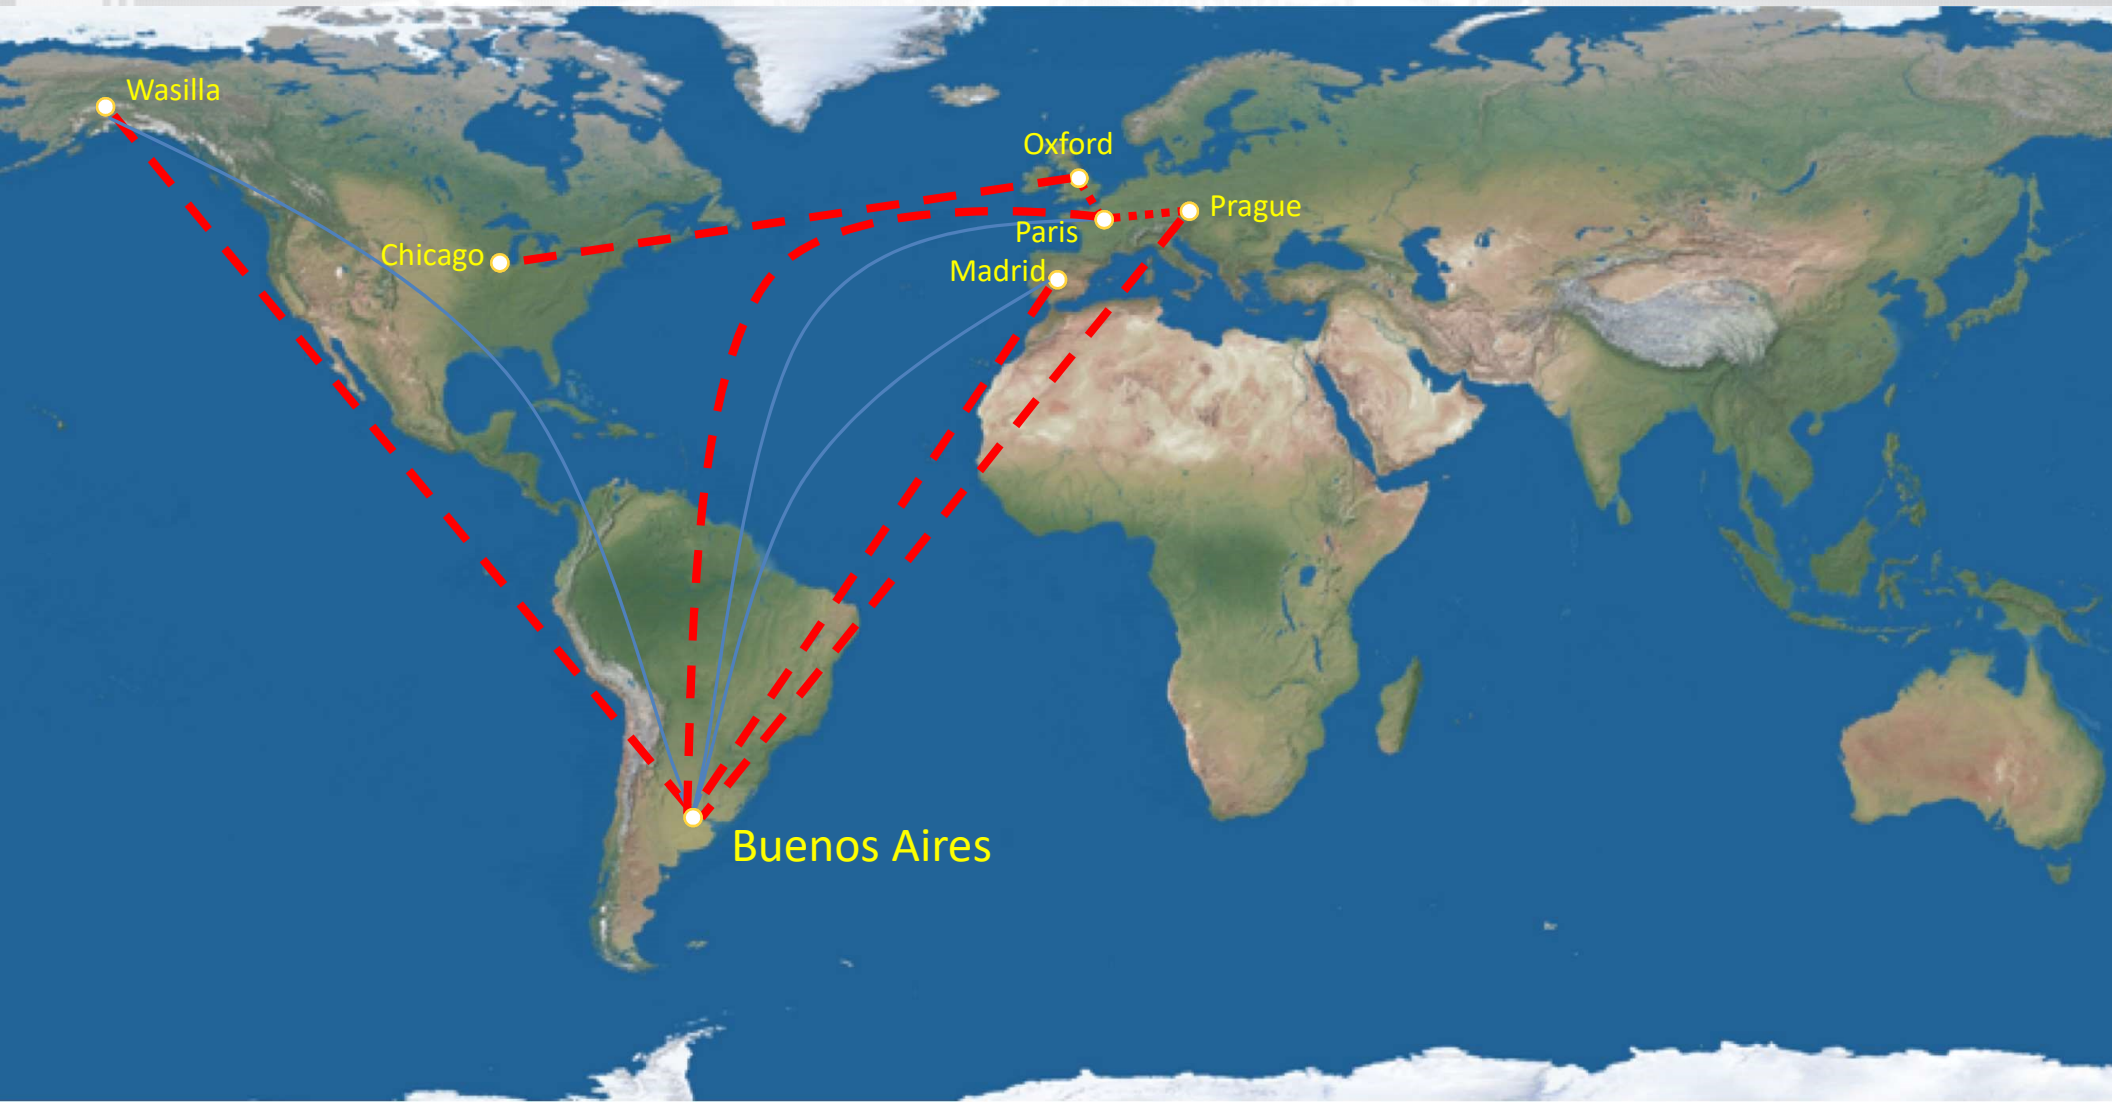 Wasilla
Oxford
Prague
Paris
Chicago
Madrid
Buenos Aires